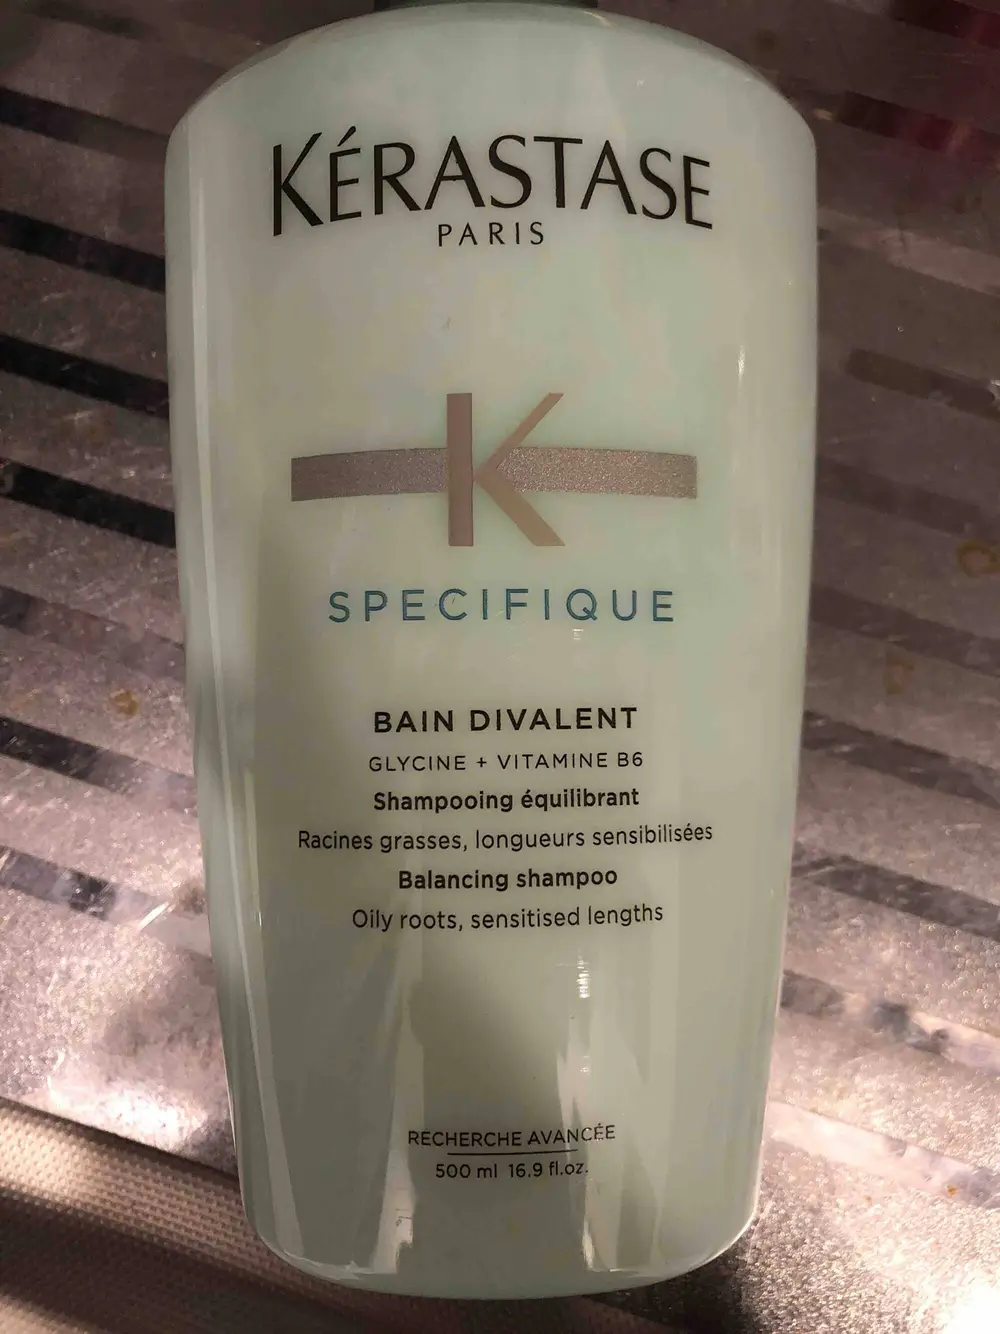 KÉRASTASE
PARIS
K
SPECIFIQUE
BAIN DIVALENT
GLYCINE + VITAMINE B6
Shampooing équilibrant
Racines grasses, longueurs sensibilisées
Balancing shampoo
Oily roots, sensitised lengths
RECHERCHE AVANCÉE
500 ml 16.9 fl.oz.